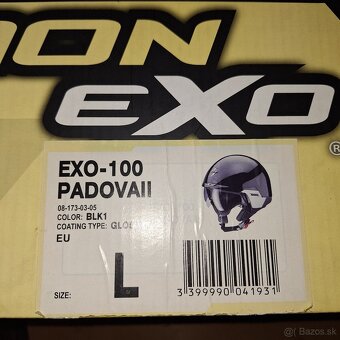 ION
EXO
®
EXO-100
PADOVAII
08-173-03-05
COLOR: BLK1
COATING TYPE: GLOSSY
EU
SIZE:
L
3 399990 041931
Bazos.sk